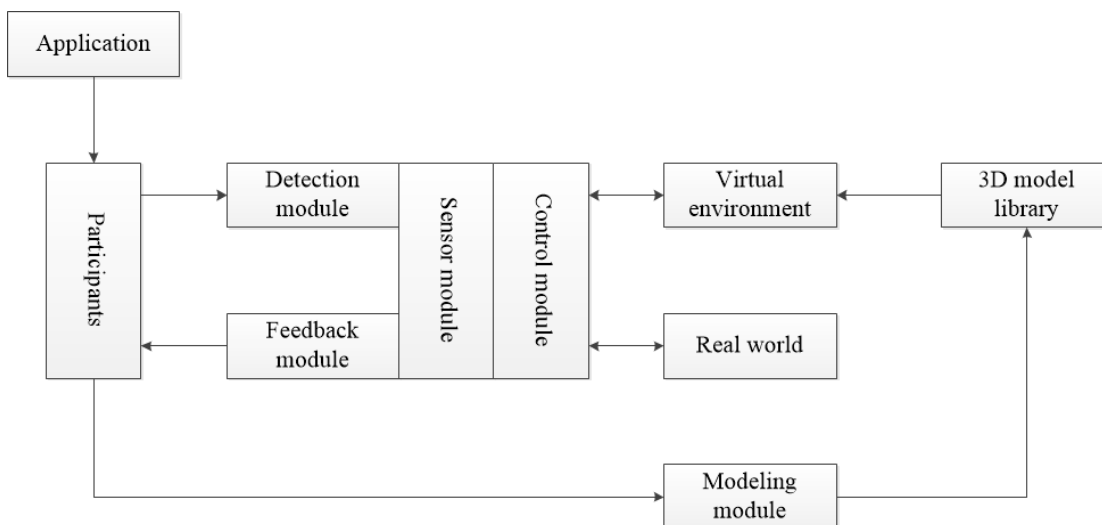 Application
Participants
Detection
module
Feedback
module
Sensor module
Control module
Virtual
environment
Real world
3D model
library
Modeling
module